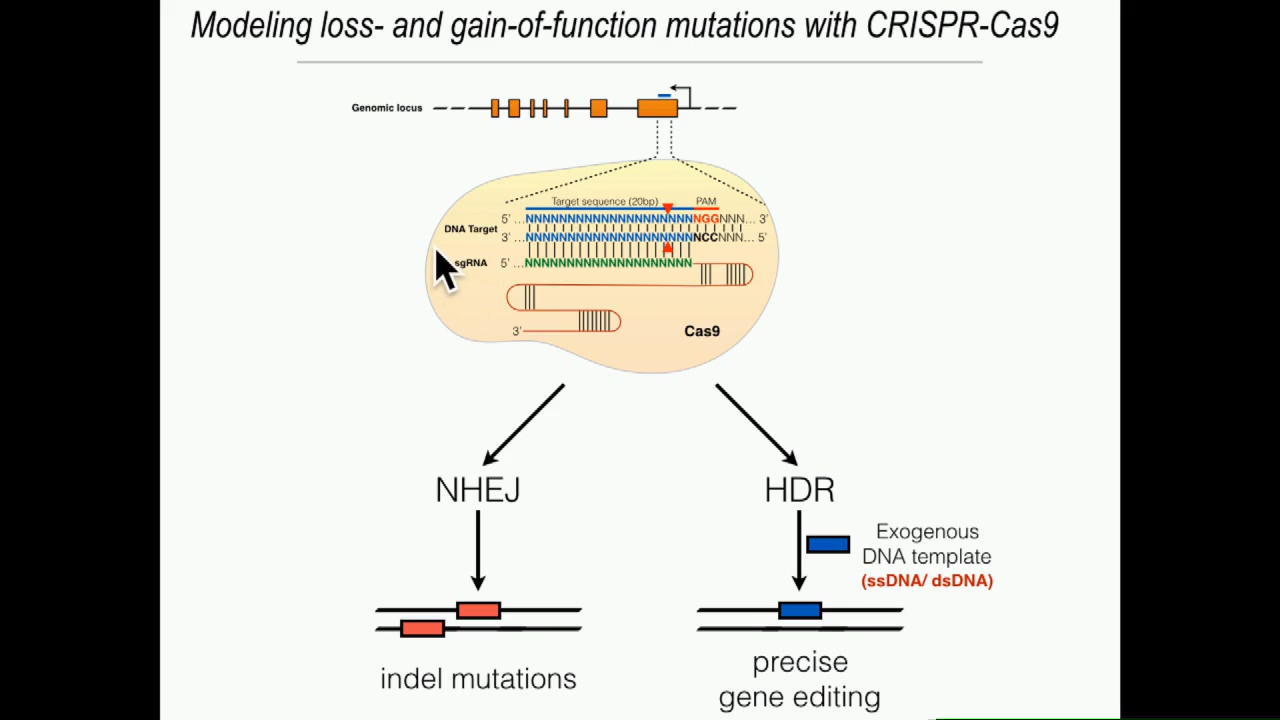 Modeling loss- and gain-of-function mutations with CRISPR-Cas9
Genomic locus
Target sequence (20bp) PAM
5' ...NNNNNNNNNNNNNNNNNNNNNGGNNN... 3'
DNA Target
3' ...NNNNNNNNNNNNNNNNNNNNNCCNNN... 5'
sgRNA 5' ...NNNNNNNNNNNNNNNNNNNN
3'
Cas9
NHEJ
HDR
Exogenous
DNA template
(ssDNA/ dsDNA)
indel mutations
precise
gene editing